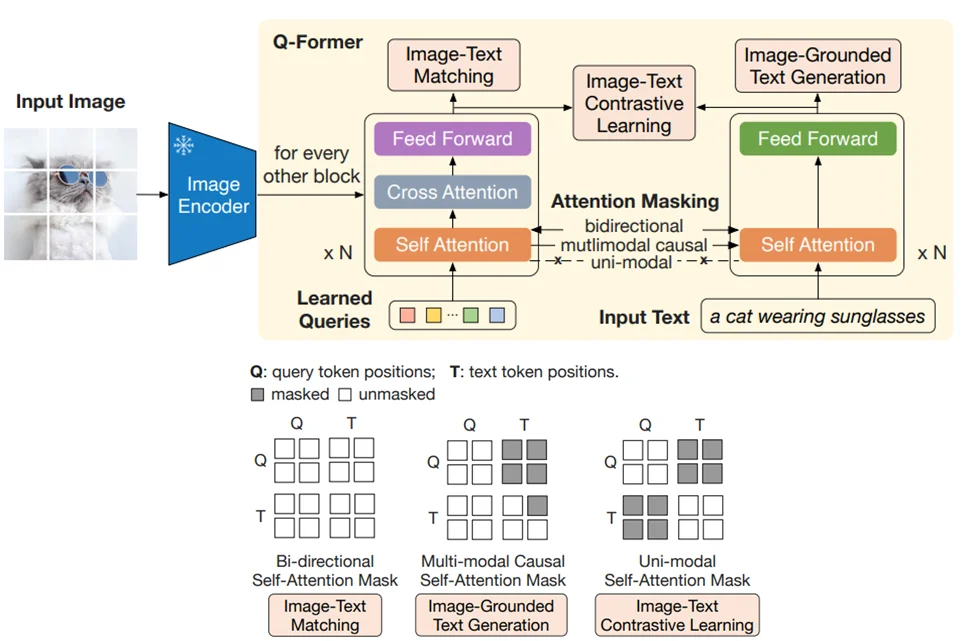 Q-Former
Input Image
Image
Encoder
for every
other block
Image-Text
Matching
Image-Text
Contrastive
Learning
Image-Grounded
Text Generation
Feed Forward
Cross Attention
Self Attention
x N
Attention Masking
bidirectional
mutlimodal causal
x uni-modal x
Feed Forward
Self Attention
x N
Learned
Queries
...
Input Text
a cat wearing sunglasses
Q: query token positions; T: text token positions.
masked unmasked
Q T
Q
T
Bi-directional
Self-Attention Mask
Image-Text
Matching
Q T
Q
T
Multi-modal Causal
Self-Attention Mask
Image-Grounded
Text Generation
Q T
Q
T
Uni-modal
Self-Attention Mask
Image-Text
Contrastive Learning